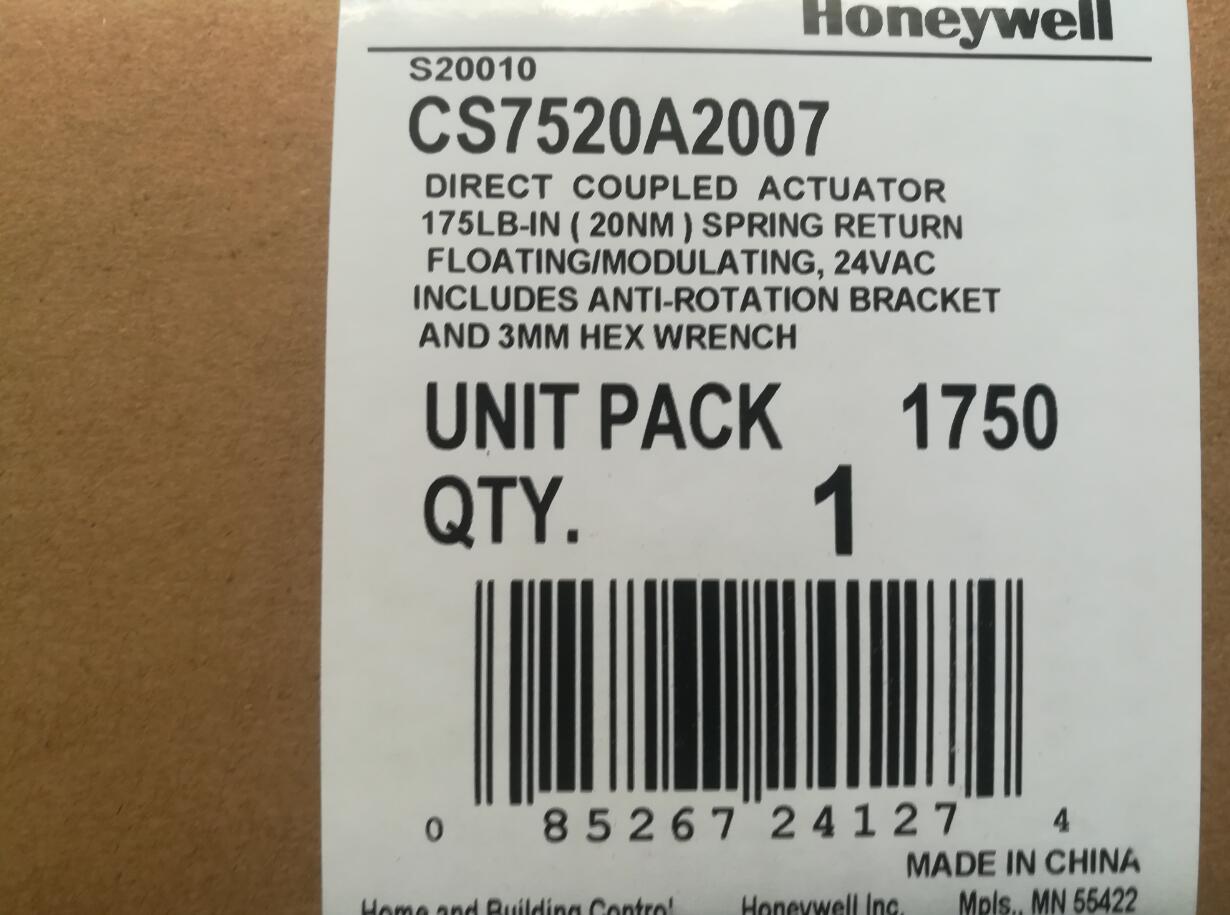 Honeywell
S20010
CS7520A2007
DIRECT COUPLED ACTUATOR
175LB-IN ( 20NM ) SPRING RETURN
FLOATING/MODULATING, 24VAC
INCLUDES ANTI-ROTATION BRACKET
AND 3MM HEX WRENCH
UNIT PACK 1750
QTY. 1
0 85267 24127 4
MADE IN CHINA
Home and Building Control Honeywell Inc. Mpls., MN 55422